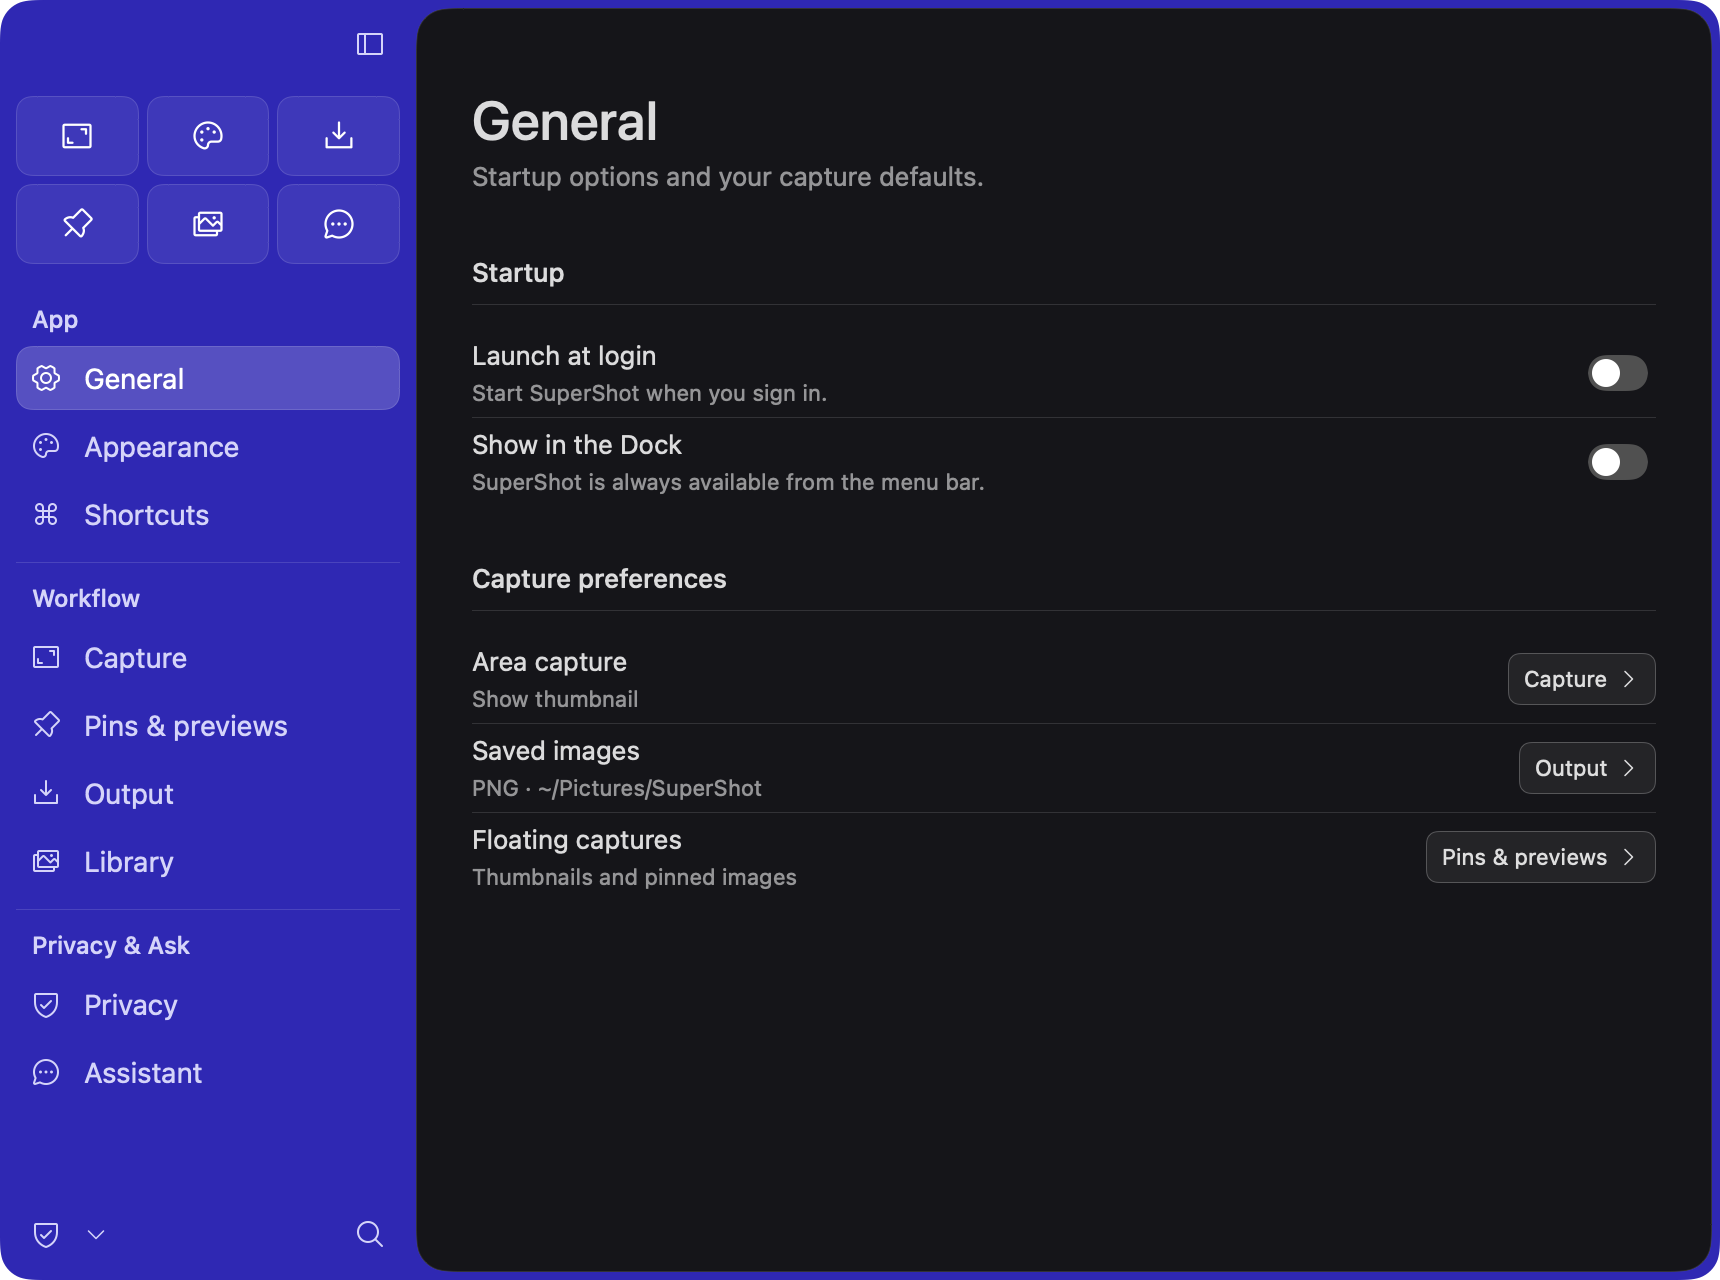 App
General
Appearance
Shortcuts
Workflow
Capture
Pins & previews
Output
Library
Privacy & Ask
Privacy
Assistant
General
Startup options and your capture defaults.
Startup
Launch at login
Start SuperShot when you sign in.
Show in the Dock
SuperShot is always available from the menu bar.
Capture preferences
Area capture
Show thumbnail
Capture
Saved images
PNG · ~/Pictures/SuperShot
Output
Floating captures
Thumbnails and pinned images
Pins & previews